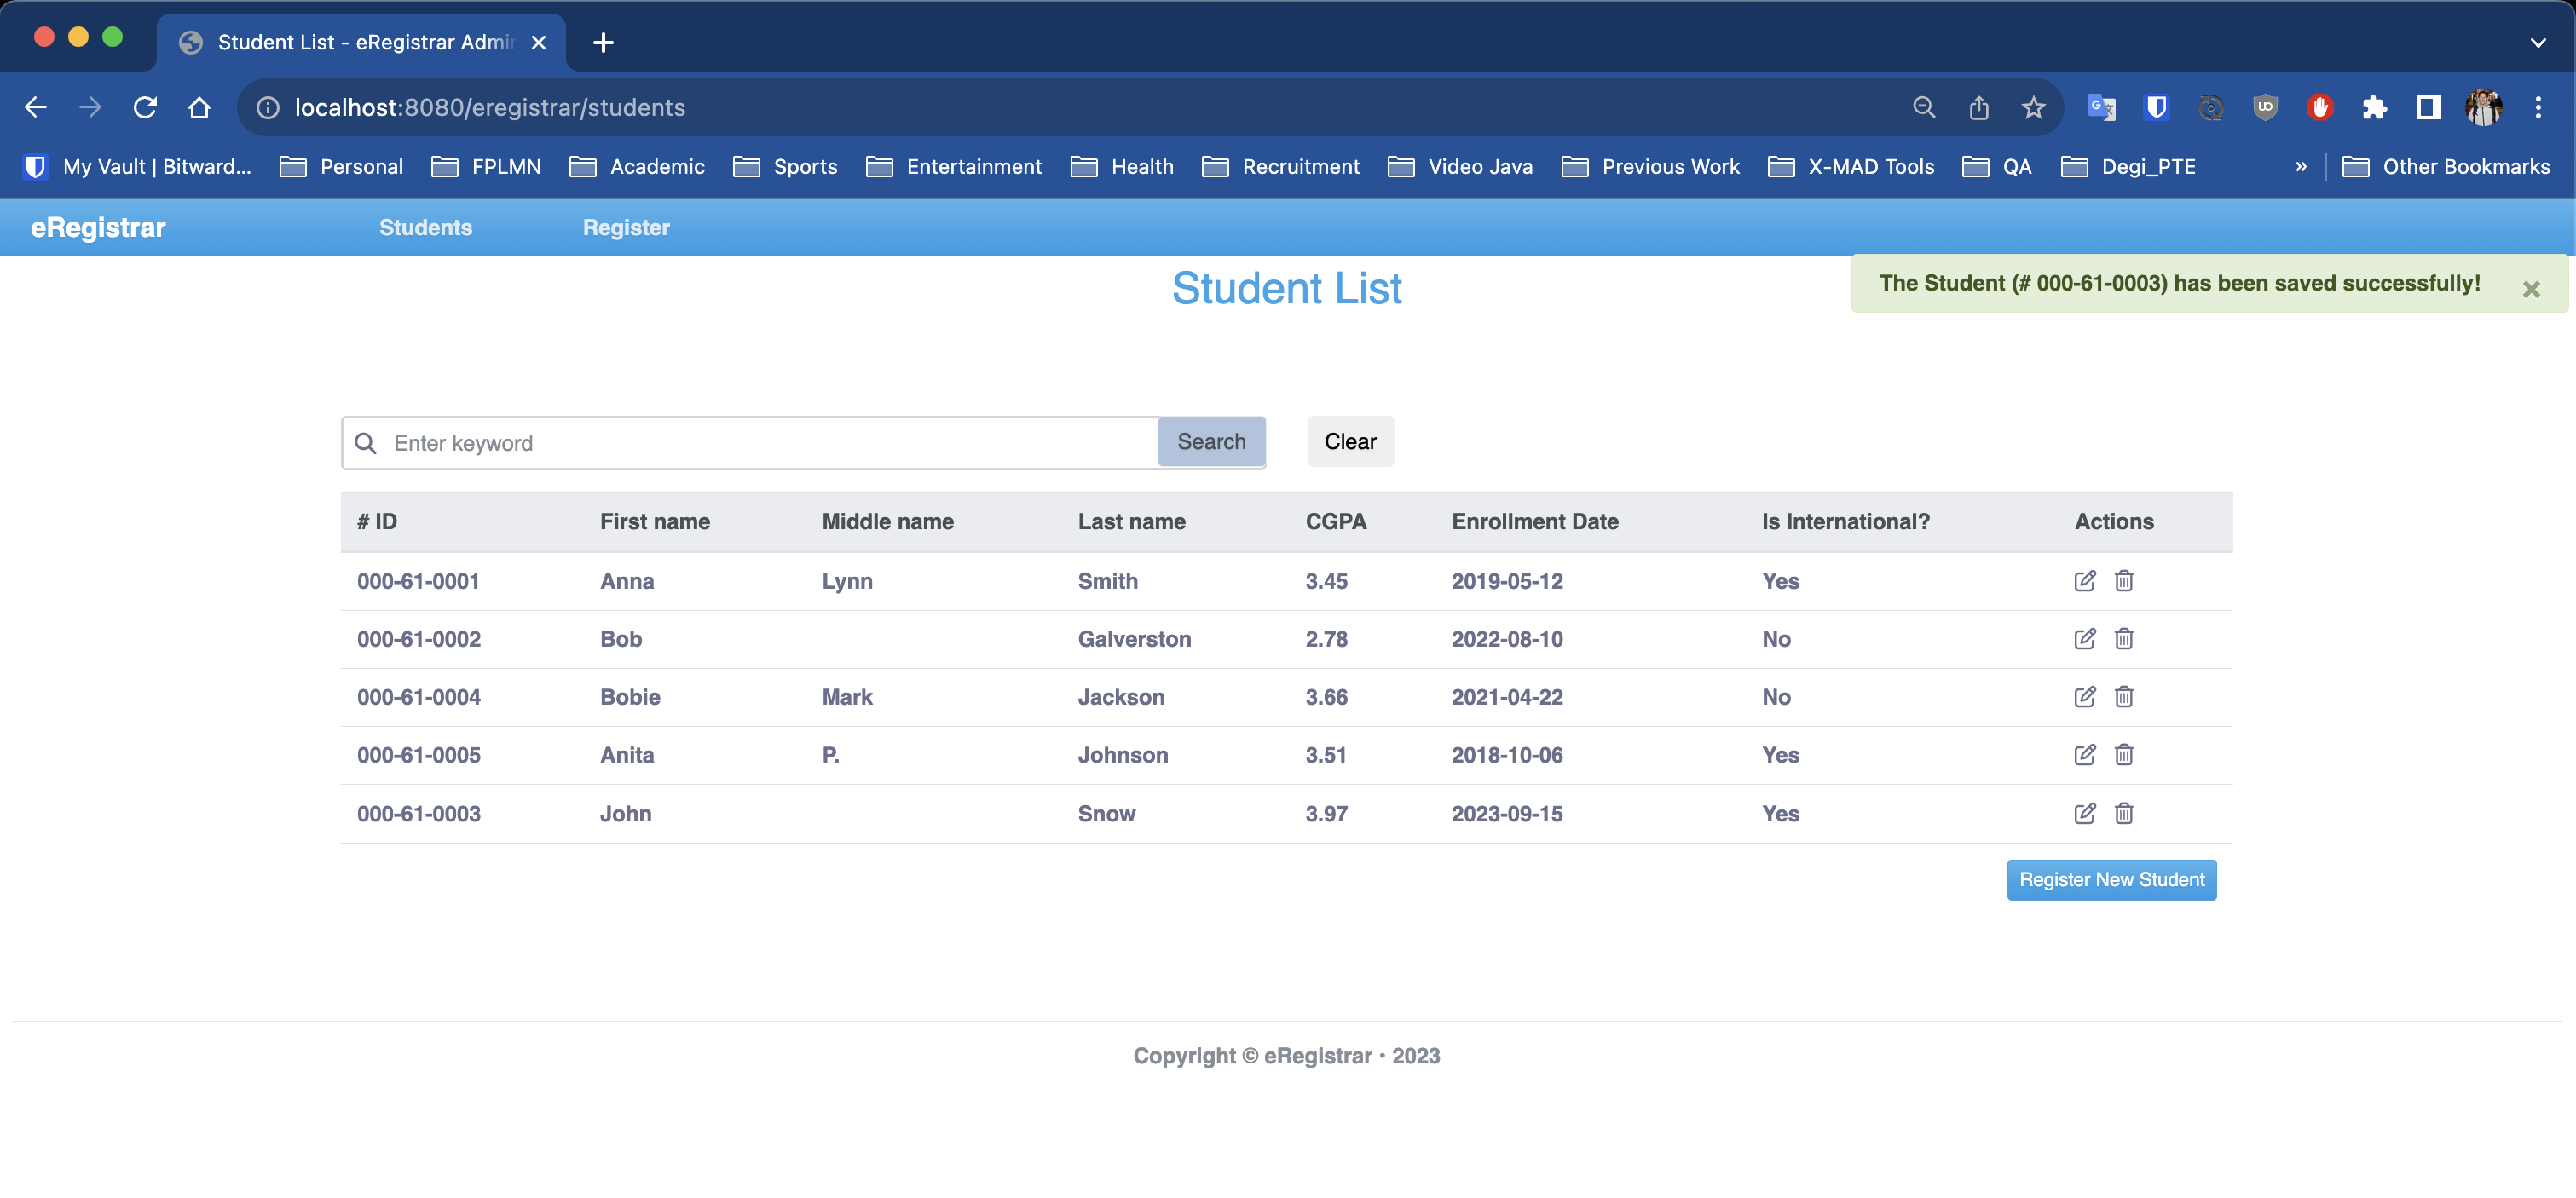 Student List - eRegistrar Admin
localhost:8080/eregistrar/students
My Vault | Bitward... Personal FPLMN Academic Sports Entertainment Health Recruitment Video Java Previous Work X-MAD Tools QA Degi_PTE » Other Bookmarks
eRegistrar Students Register
Student List
The Student (# 000-61-0003) has been saved successfully! ×
Enter keyword Search Clear
# ID First name Middle name Last name CGPA Enrollment Date Is International? Actions
000-61-0001 Anna Lynn Smith 3.45 2019-05-12 Yes
000-61-0002 Bob Galverston 2.78 2022-08-10 No
000-61-0004 Bobie Mark Jackson 3.66 2021-04-22 No
000-61-0005 Anita P. Johnson 3.51 2018-10-06 Yes
000-61-0003 John Snow 3.97 2023-09-15 Yes
Register New Student
Copyright © eRegistrar • 2023